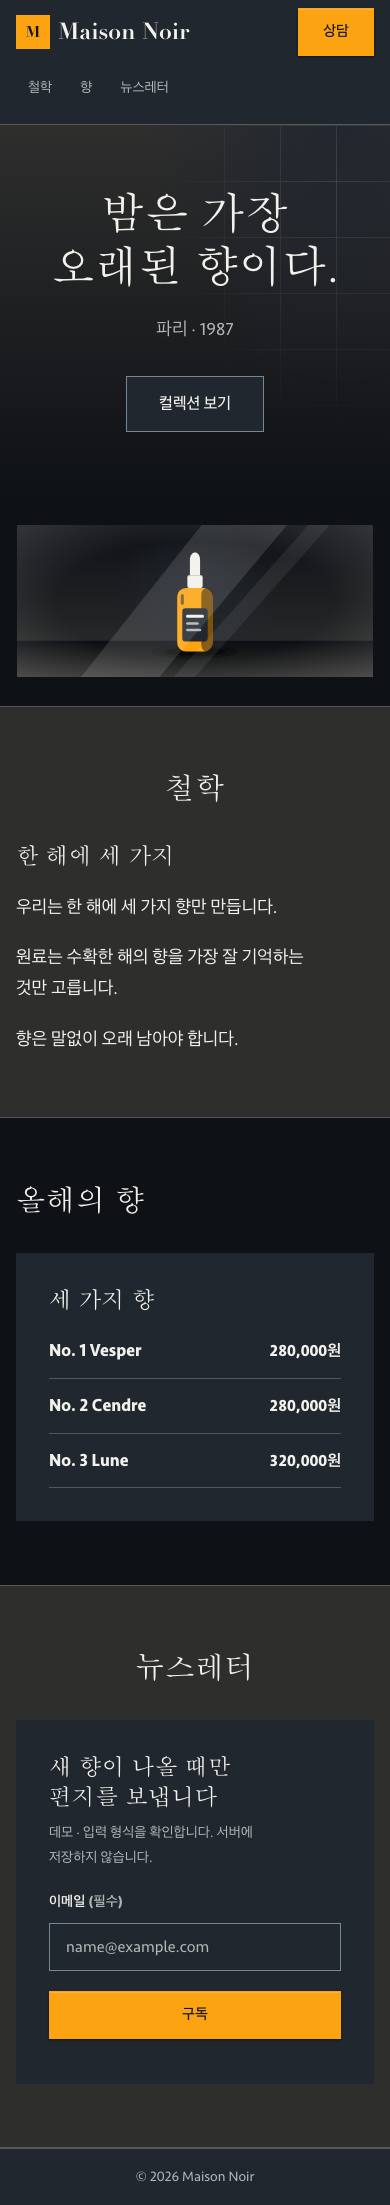 M Maison Noir
상담
철학 향 뉴스레터
밤은 가장
오래된 향이다.
파리 · 1987
컬렉션 보기
철학
한 해에 세 가지
우리는 한 해에 세 가지 향만 만듭니다.
원료는 수확한 해의 향을 가장 잘 기억하는
것만 고릅니다.
향은 말없이 오래 남아야 합니다.
올해의 향
세 가지 향
No. 1 Vesper 280,000원
No. 2 Cendre 280,000원
No. 3 Lune 320,000원
뉴스레터
새 향이 나올 때만
편지를 보냅니다
데모 · 입력 형식을 확인합니다. 서버에
저장하지 않습니다.
이메일 (필수)
name@example.com
구독
© 2026 Maison Noir